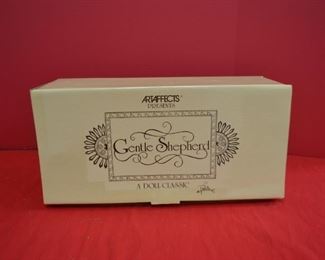 ARTAFFECTS®
PRESENTS
Gentle Shepherd
A DOLL CLASSIC